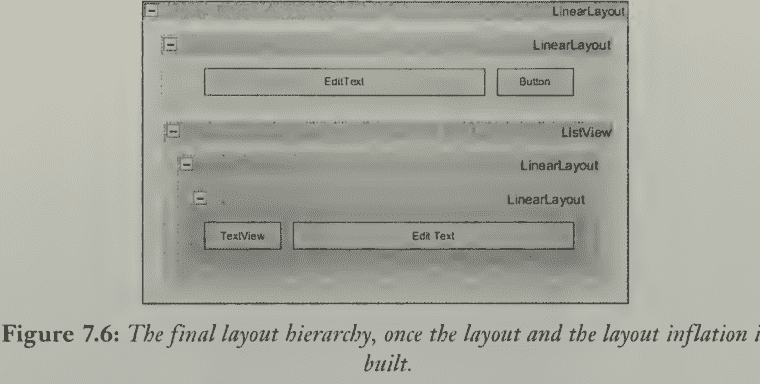 LinearLayout
LinearLayout
EditText Button
ListView
LinearLayout
LinearLayout
TextView Edit Text
Figure 7.6: The final layout hierarchy, once the layout and the layout inflation i
built.